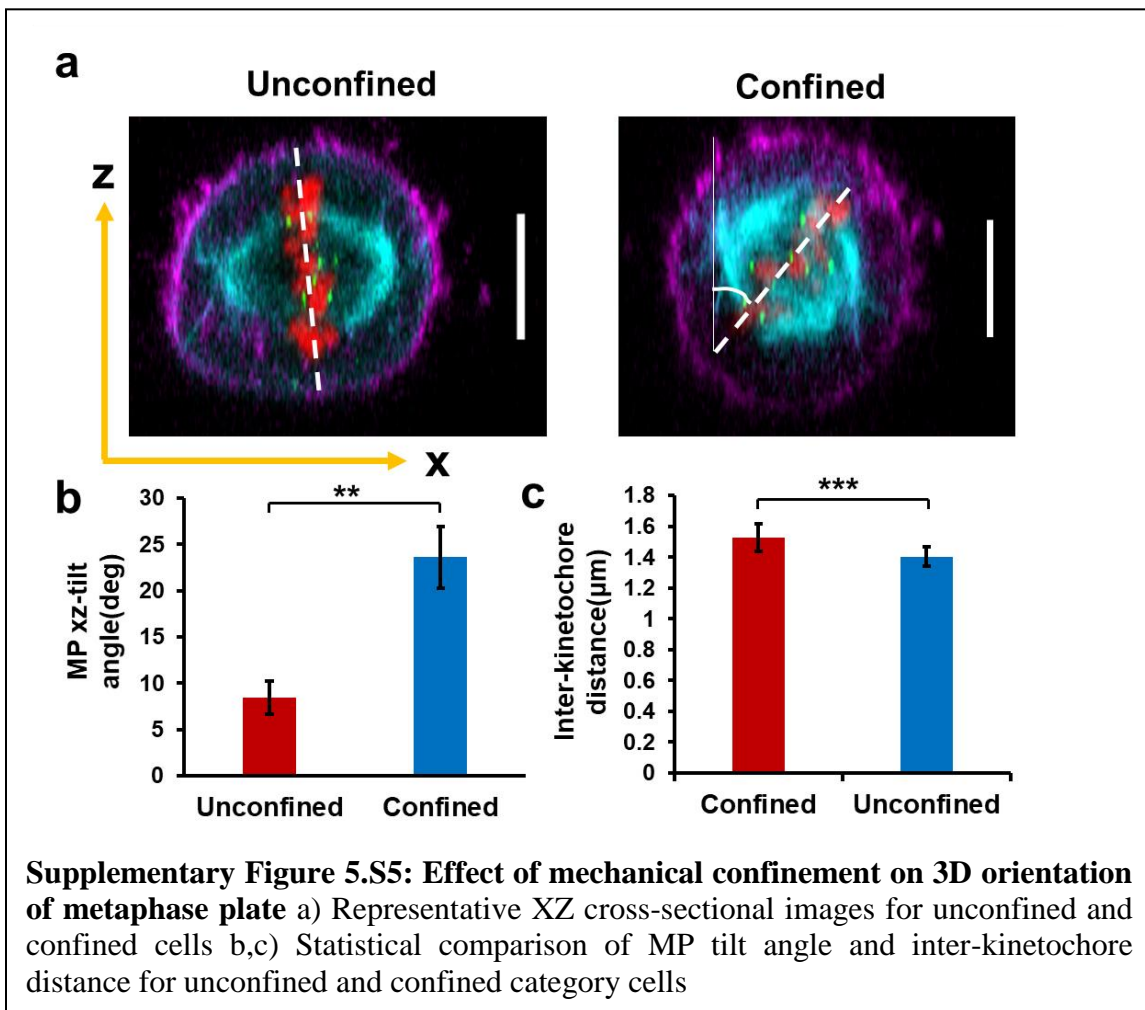 a
Unconfined
Confined
z
x
b
**
30
25
20
15
10
5
0
MP xz-tilt
angle(deg)
Unconfined
Confined
c
***
1.8
1.6
1.4
1.2
1
0.8
0.6
0.4
0.2
0
Inter-kinetochore
distance(µm)
Confined
Unconfined
Supplementary Figure 5.S5: Effect of mechanical confinement on 3D orientation
of metaphase plate a) Representative XZ cross-sectional images for unconfined and
confined cells b,c) Statistical comparison of MP tilt angle and inter-kinetochore
distance for unconfined and confined category cells